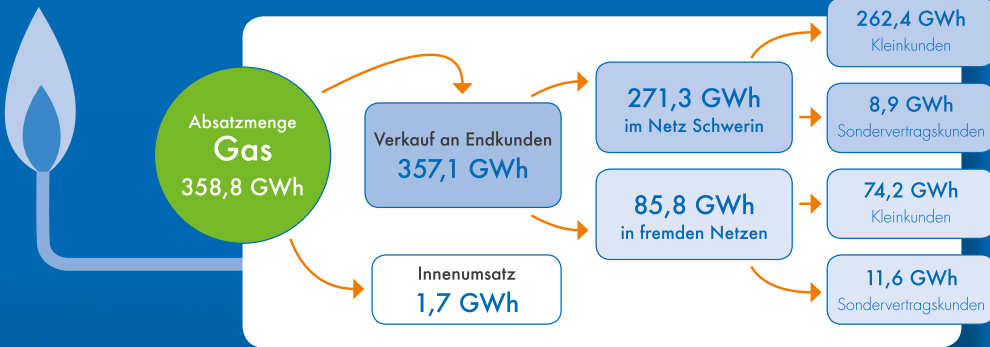 Absatzmenge
Gas
358,8 GWh
Verkauf an Endkunden
357,1 GWh
Innenumsatz
1,7 GWh
271,3 GWh
im Netz Schwerin
85,8 GWh
in fremden Netzen
262,4 GWh
Kleinkunden
8,9 GWh
Sondervertragskunden
74,2 GWh
Kleinkunden
11,6 GWh
Sondervertragskunden